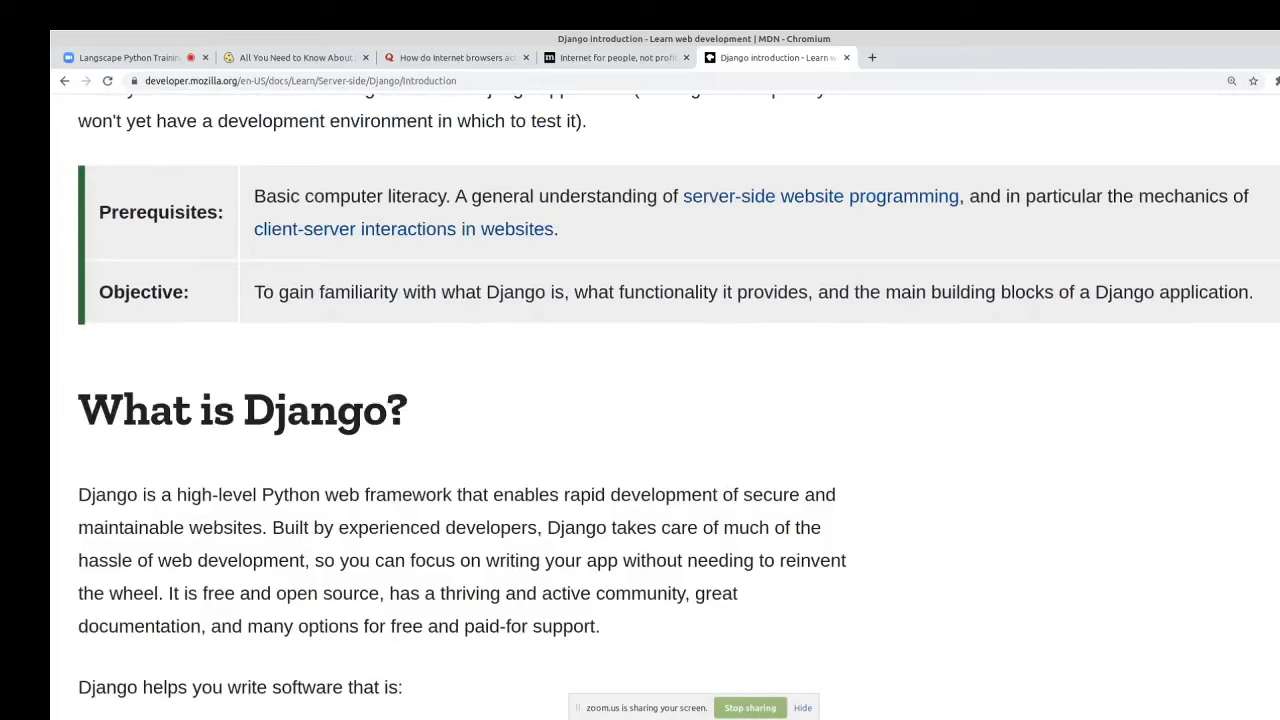 Django introduction - Learn web development | MDN - Chromium
Langscape Python Trainin
All You Need to Know About
How do Internet browsers ac
Internet for people, not prof
Django introduction - Learn w
developer.mozilla.org/en-US/docs/Learn/Server-side/Django/Introduction
won't yet have a development environment in which to test it).
Prerequisites:
Basic computer literacy. A general understanding of server-side website programming, and in particular the mechanics of
client-server interactions in websites.
Objective:
To gain familiarity with what Django is, what functionality it provides, and the main building blocks of a Django application.
What is Django?
Django is a high-level Python web framework that enables rapid development of secure and
maintainable websites. Built by experienced developers, Django takes care of much of the
hassle of web development, so you can focus on writing your app without needing to reinvent
the wheel. It is free and open source, has a thriving and active community, great
documentation, and many options for free and paid-for support.
Django helps you write software that is:
zoom.us is sharing your screen.
Stop sharing
Hide